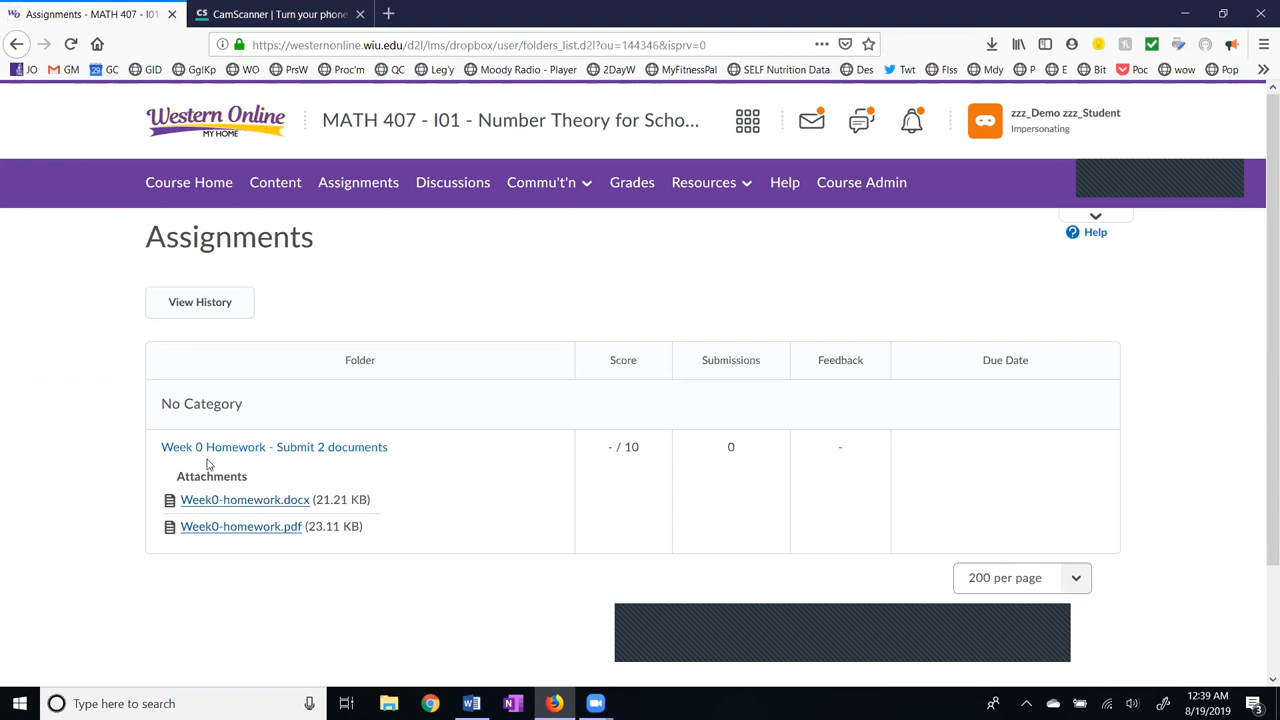 Assignments - MATH 407 - I01
CamScanner | Turn your phone
https://westernonline.wiu.edu/d2l/lms/dropbox/user/folders_list.d2l?ou=144346&isprv=0
JO GM GC GID GglKp WO PrsW Proc'm QC Leg'y Moody Radio - Player 2DayW MyFitnessPal SELF Nutrition Data Des Twt Flss Mdy P E Bit Poc wow Pop
Western Online
MY HOME
MATH 407 - I01 - Number Theory for Scho...
zzz_Demo zzz_Student
Impersonating
Course Home Content Assignments Discussions Commu't'n Grades Resources Help Course Admin
Assignments
Help
View History
Folder Score Submissions Feedback Due Date
No Category
Week 0 Homework - Submit 2 documents - / 10 0 -
Attachments
Week0-homework.docx (21.21 KB)
Week0-homework.pdf (23.11 KB)
200 per page
Type here to search
12:39 AM
8/19/2019
3